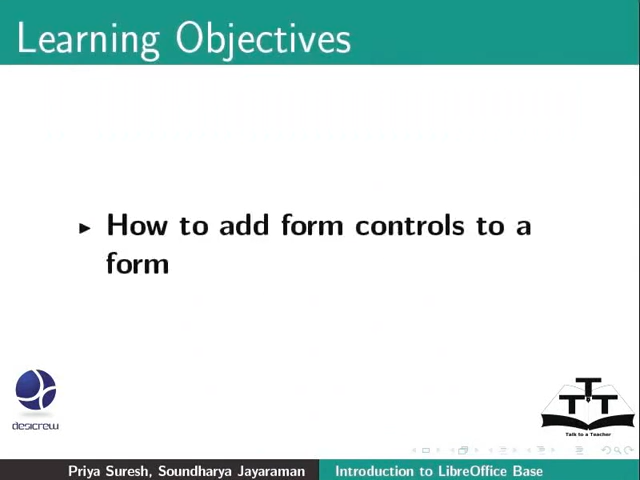 Learning Objectives
How to add form controls to a
form
desicrew
TTT
Talk to a Teacher
Priya Suresh, Soundharya Jayaraman
Introduction to LibreOffice Base